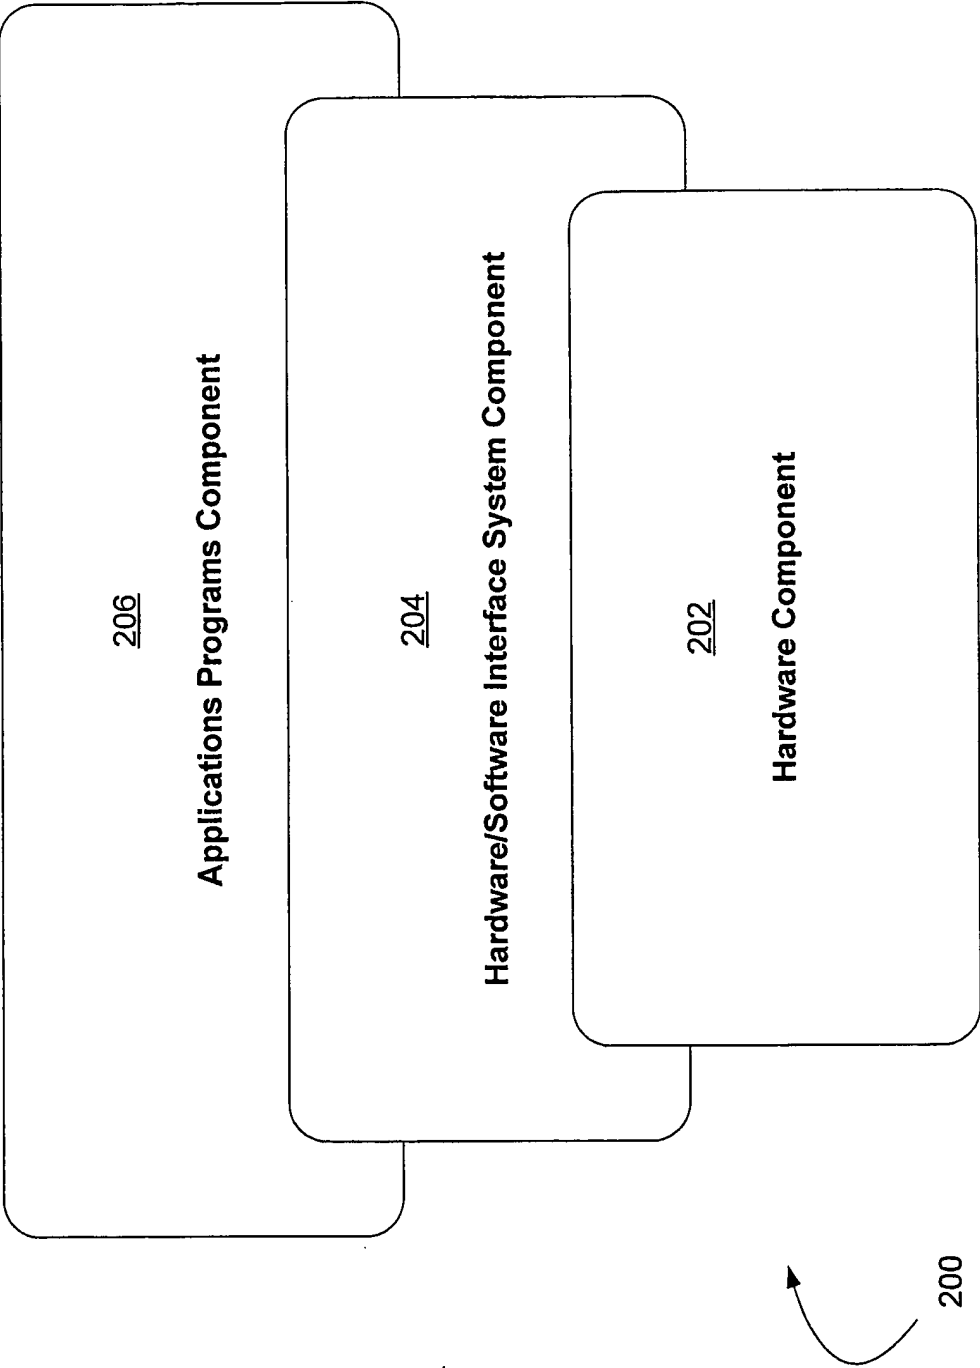 206
Applications Programs Component
204
Hardware/Software Interface System Component
202
Hardware Component
200